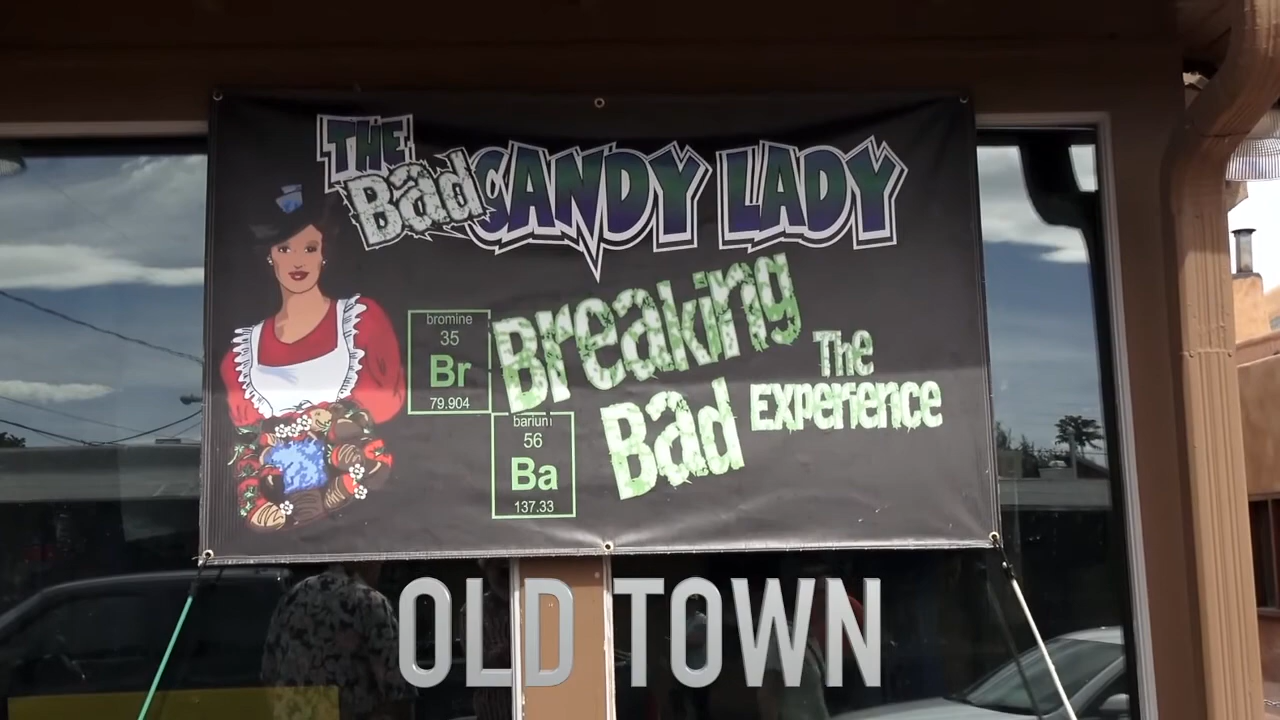 THE
Bad CANDY LADY
bromine
35
Br
79.904
Breaking
Bad
The
Experience
barium
56
Ba
137.33
OLD TOWN